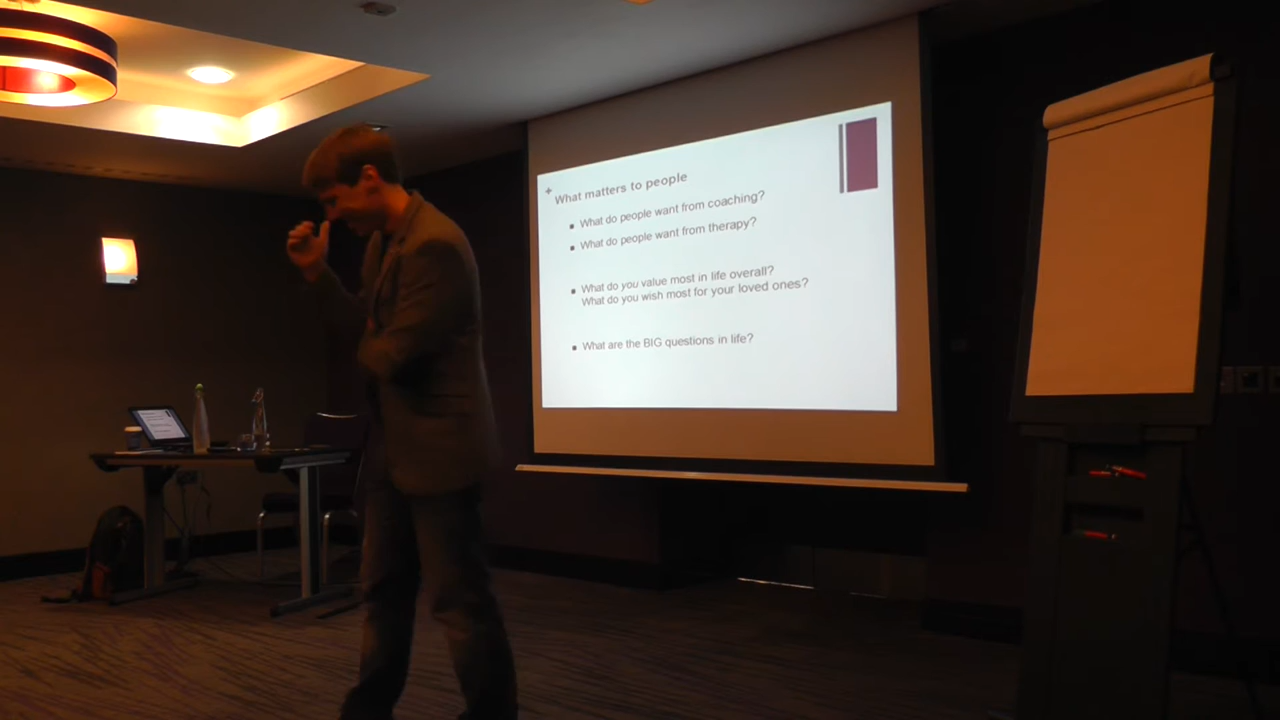 + What matters to people
▪ What do people want from coaching?
▪ What do people want from therapy?
▪ What do you value most in life overall?
What do you wish most for your loved ones?
▪ What are the BIG questions in life?